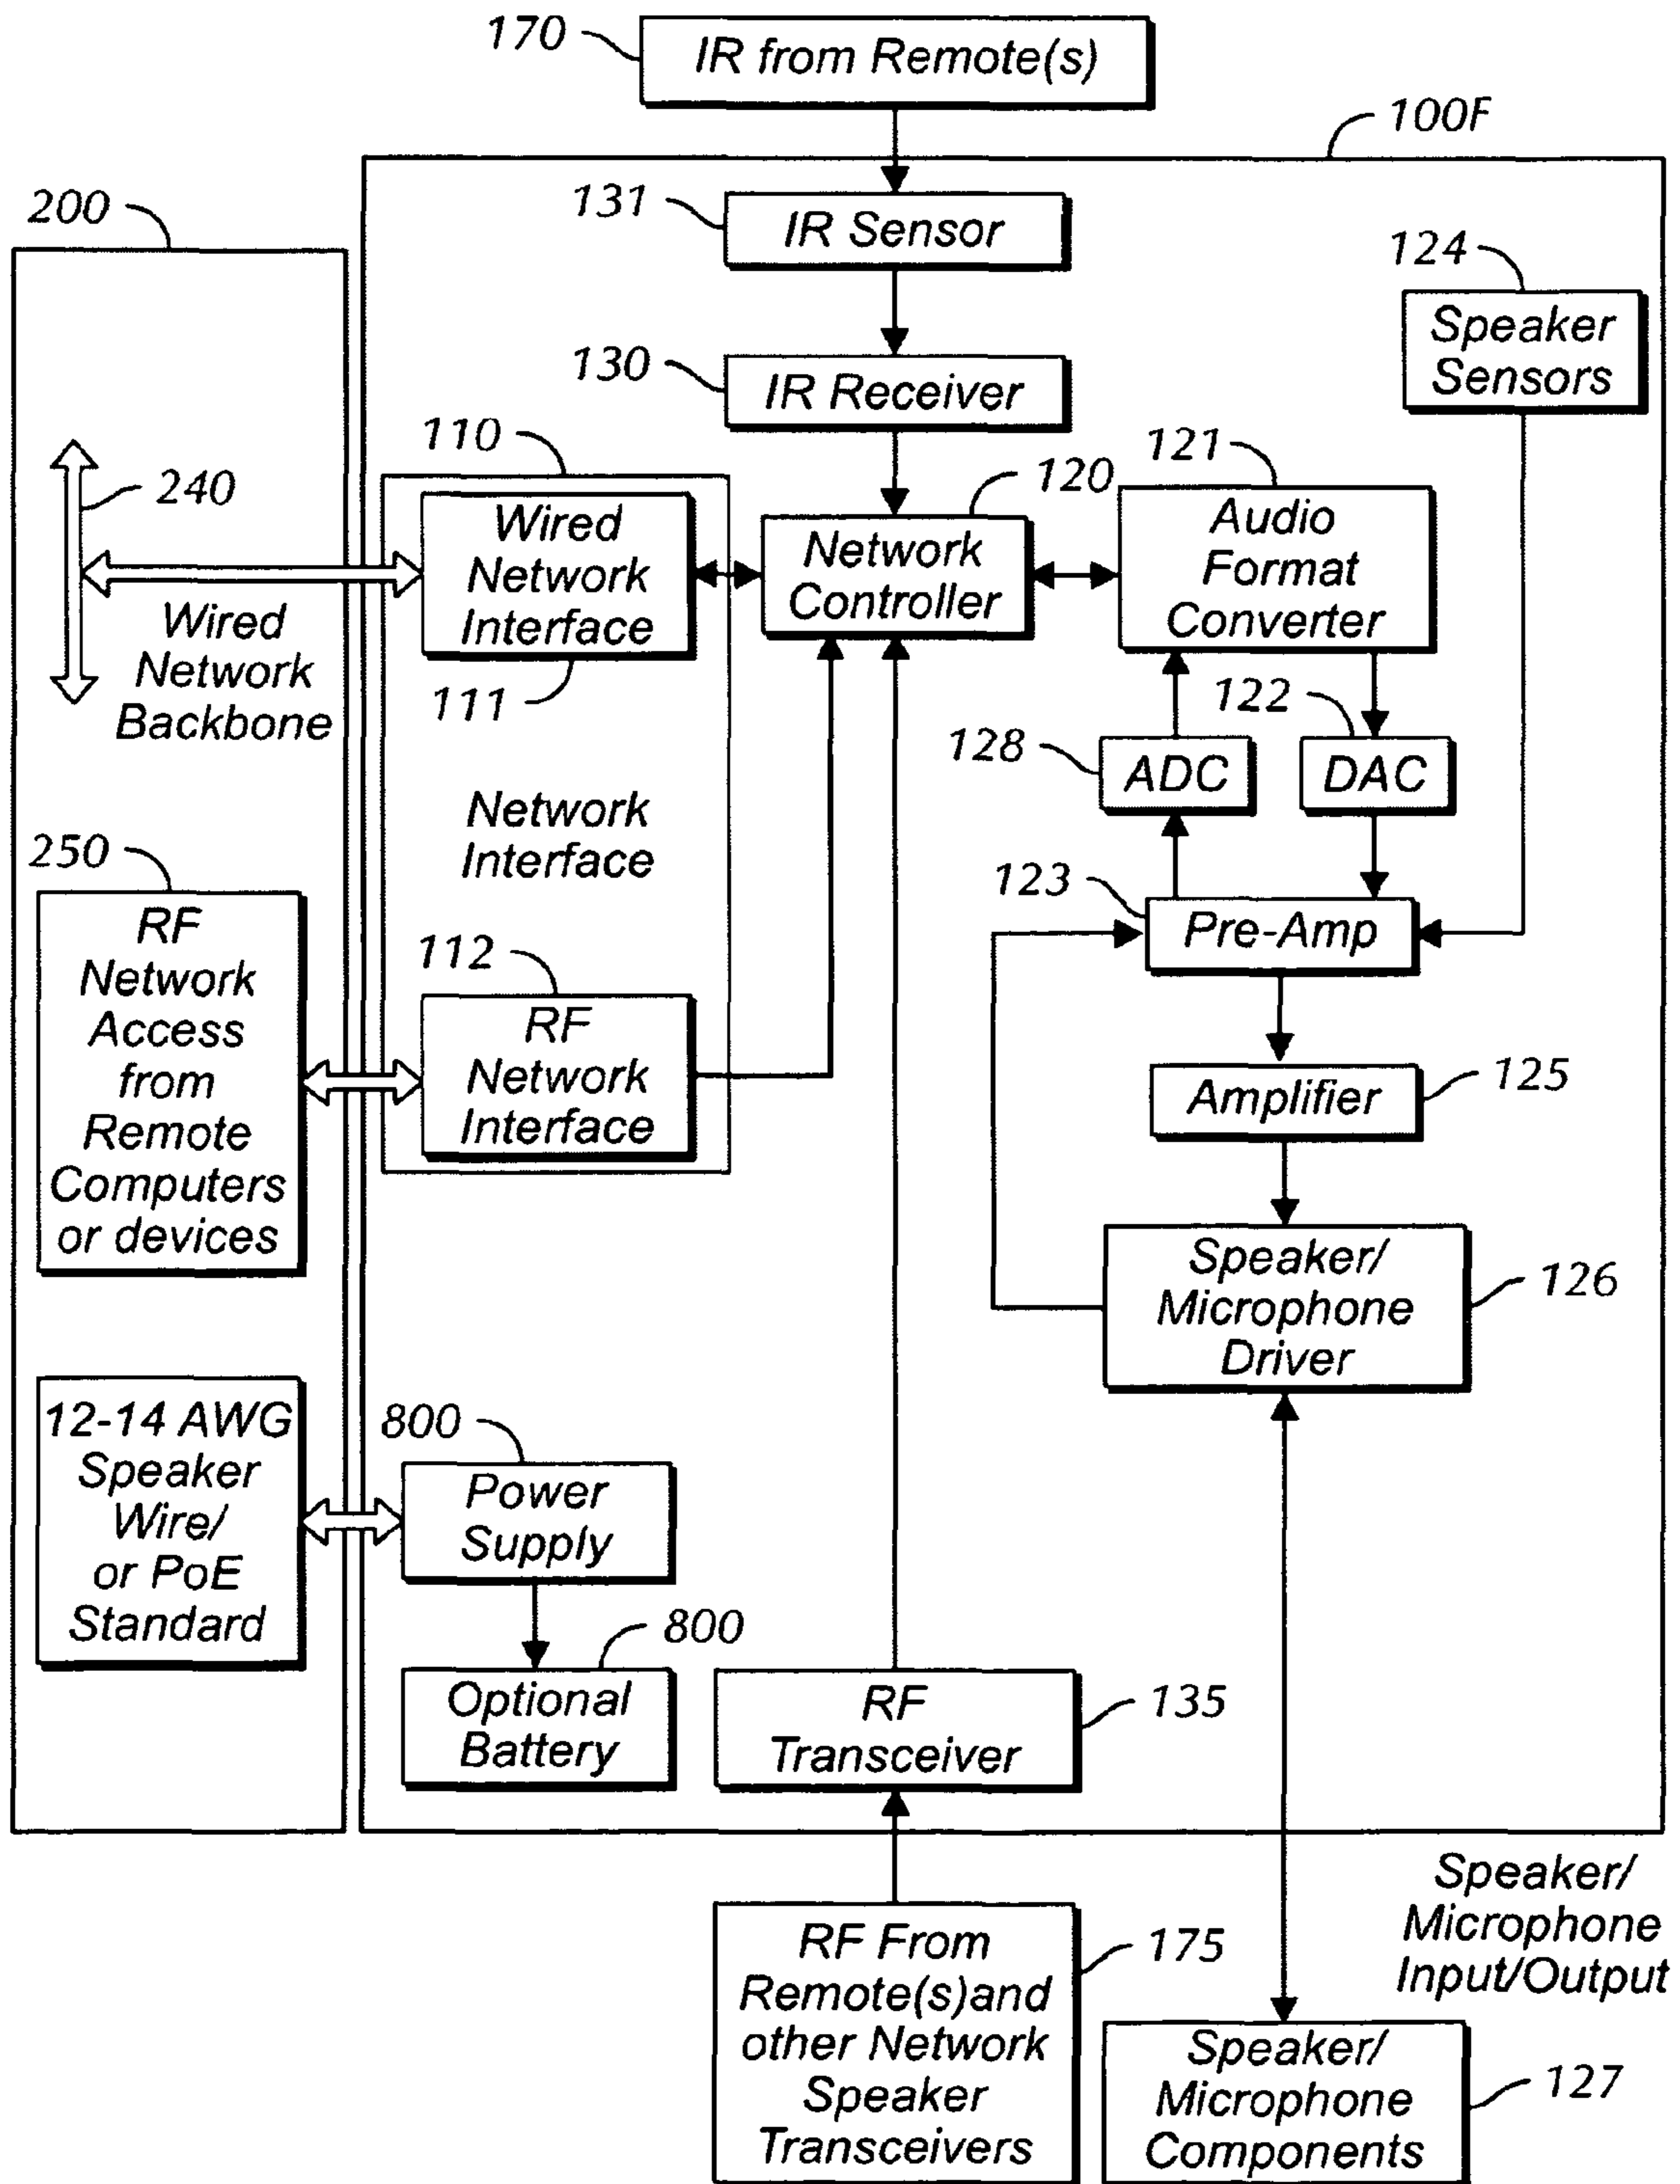 170
IR from Remote(s)
100F
200
131
IR Sensor
124
Speaker
Sensors
130
IR Receiver
110
120
121
240
Wired
Network
Interface
111
Network
Controller
Audio
Format
Converter
Wired
Network
Backbone
128
ADC
122
DAC
Network
Interface
250
RF
Network
Access
from
Remote
Computers
or devices
123
Pre-Amp
112
RF
Network
Interface
Amplifier
125
Speaker/
Microphone
Driver
126
12-14 AWG
Speaker
Wire/
or PoE
Standard
800
Power
Supply
800
Optional
Battery
RF
Transceiver
135
Speaker/
Microphone
Input/Output
RF From
Remote(s)and
other Network
Speaker
Transceivers
175
Speaker/
Microphone
Components
127